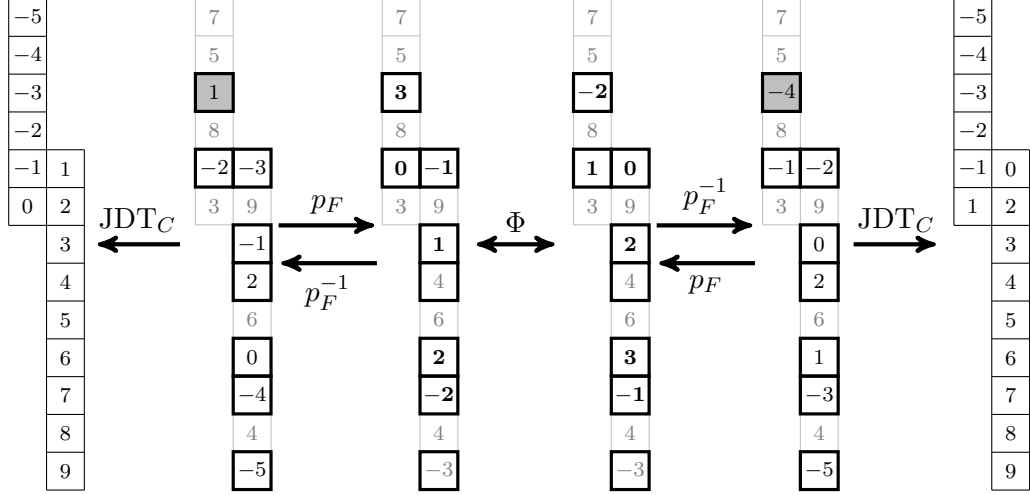 −5 7 7 7 7 −5
−4 5 5 5 5 −4
−3 1 3 −2 −4 −3
−2 8 8 8 8 −2
−1 1 −2 −3 0 −1 1 0 −1 −2 −1 0
0 2 3 9 p_F 3 9 3 9 p_F^{−1} 3 9 1 2
JDT_C Φ JDT_C
3 −1 1 2 0 3
4 2 p_F^{−1} 4 4 p_F 2 4
5 6 6 6 6 5
6 0 2 3 1 6
7 −4 −2 −1 −3 7
8 4 4 4 4 8
9 −5 −3 −3 −5 9